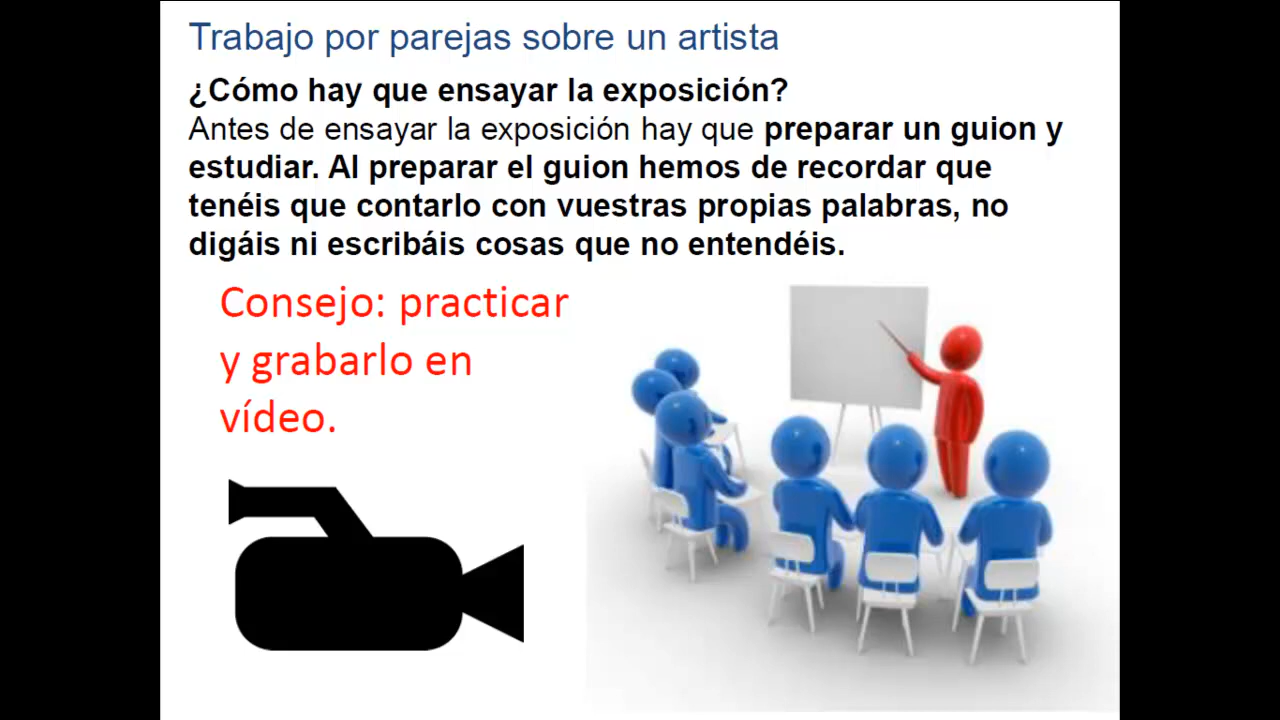 Trabajo por parejas sobre un artista
¿Cómo hay que ensayar la exposición?
Antes de ensayar la exposición hay que preparar un guion y
estudiar. Al preparar el guion hemos de recordar que
tenéis que contarlo con vuestras propias palabras, no
digáis ni escribáis cosas que no entendéis.
Consejo: practicar
y grabarlo en
vídeo.